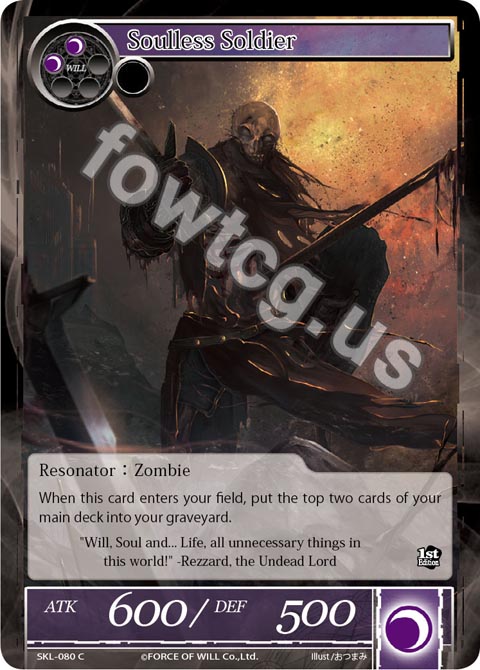 Soulless Soldier
WILL
fowtcg.us
Resonator : Zombie
When this card enters your field, put the top two cards of your
main deck into your graveyard.
"Will, Soul and... Life, all unnecessary things in
this world!" -Rezzard, the Undead Lord
1st
Edition
ATK 600 / DEF 500
SKL-080 C ©FORCE OF WILL Co.,Ltd. Illust/おつまみ